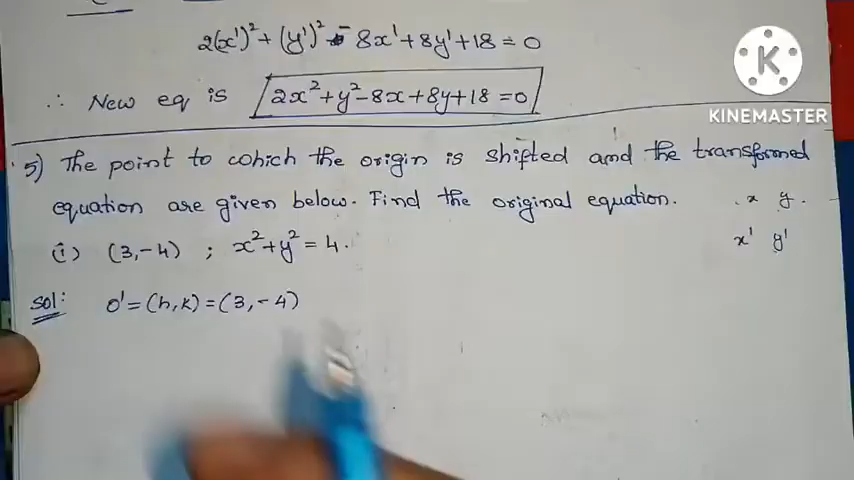 2(x')² + (y')² - 8x' + 8y' + 18 = 0
∴ New eq is 2x² + y² - 8x + 8y + 18 = 0
KINEMASTER
5) The point to which the origin is shifted and the transformed
equation are given below. Find the original equation. x y.
(i) (3, -4) ; x² + y² = 4. x' y'
Sol: O' = (h, k) = (3, -4)